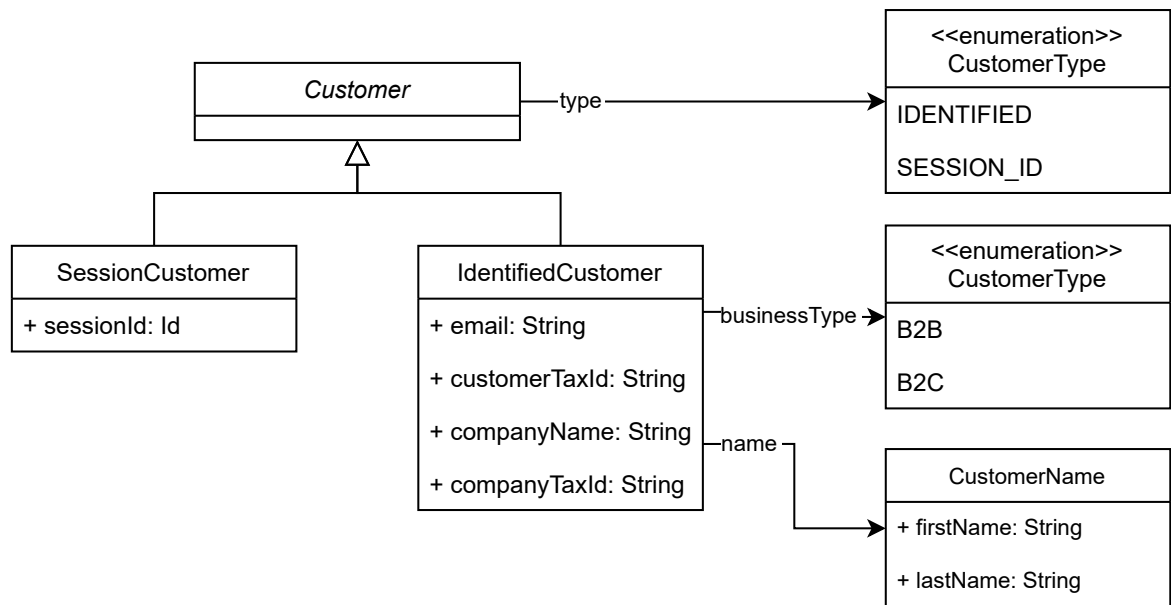 <<enumeration>>
CustomerType
IDENTIFIED
SESSION_ID
Customer
type
SessionCustomer
+ sessionId: Id
IdentifiedCustomer
+ email: String
+ customerTaxId: String
+ companyName: String
+ companyTaxId: String
businessType
name
<<enumeration>>
CustomerType
B2B
B2C
CustomerName
+ firstName: String
+ lastName: String